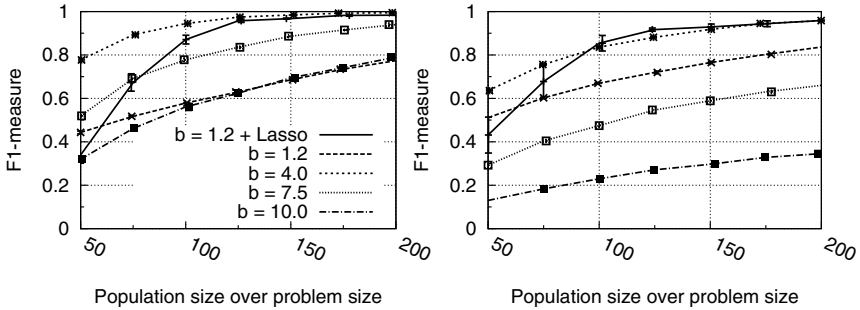 F1-measure
1
0.8
0.6
0.4
0.2
0
b = 1.2 + Lasso
b = 1.2
b = 4.0
b = 7.5
b = 10.0
50
100
150
200
Population size over problem size
F1-measure
1
0.8
0.6
0.4
0.2
0
50
100
150
200
Population size over problem size